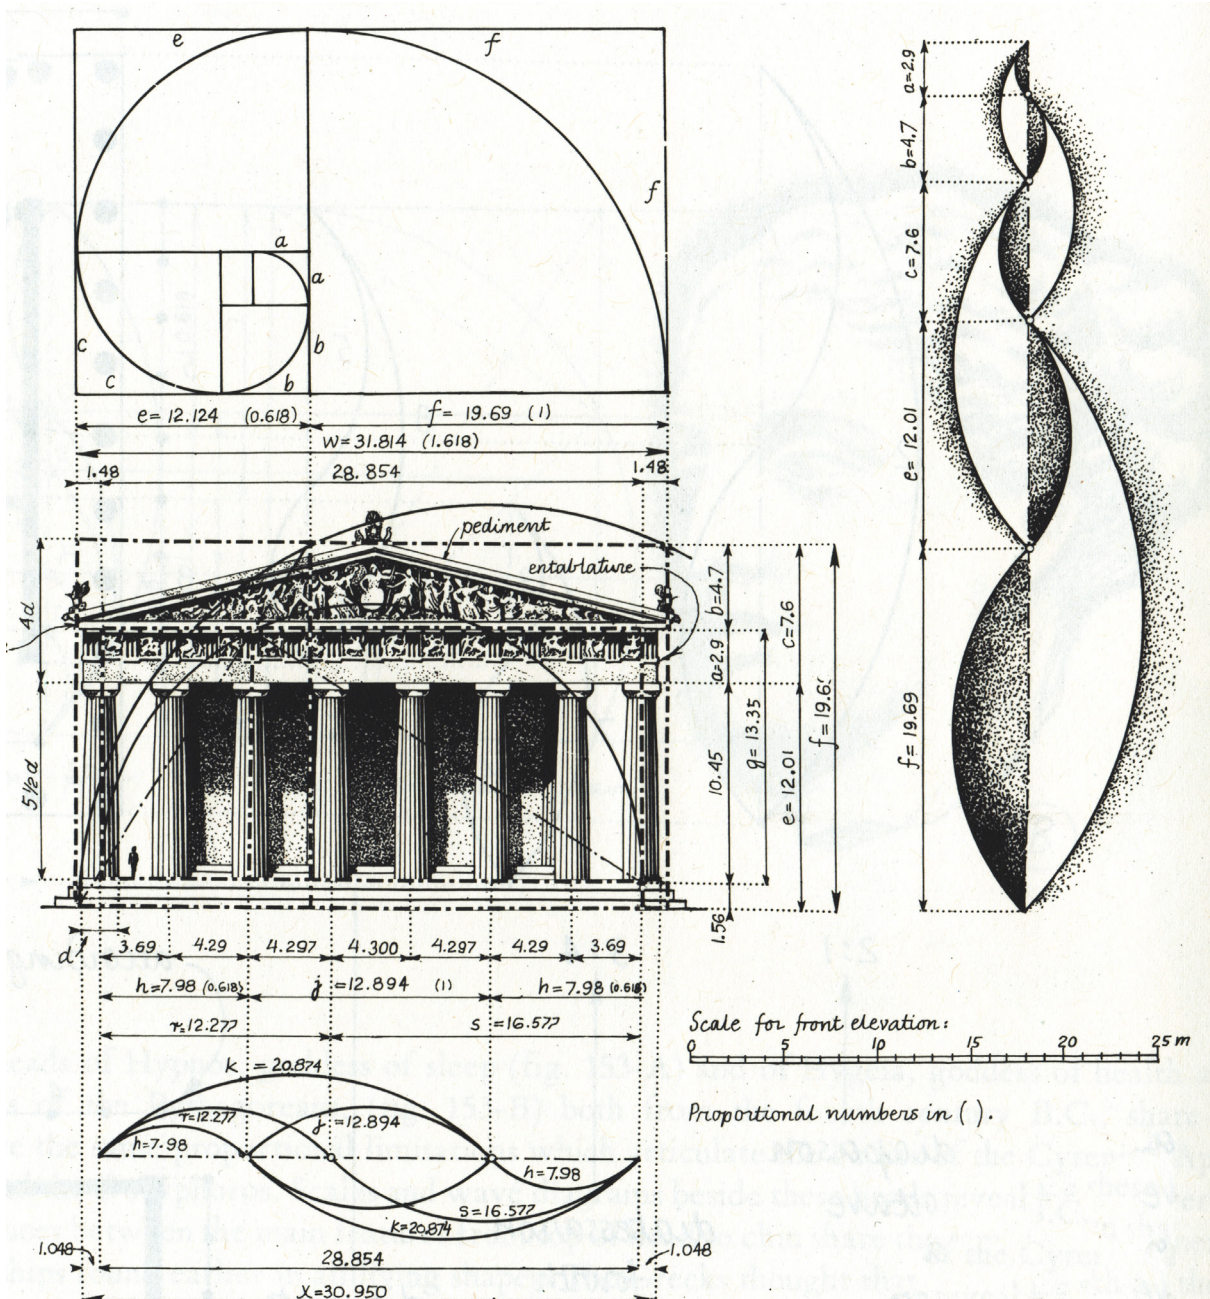 e
f
f
a
a
c
b
c
b
e=12.124 (0.618)
f=19.69 (1)
w=31.814 (1.618)
1.48
28.854
1.48
pediment
entablature
4d
5½d
a=2.9 b=4.7
c=7.6
10.45
g=13.35
e=12.01
1.56
d
3.69 4.29 4.297 4.300 4.297 4.29 3.69
h=7.98 (0.618)
j=12.894 (1)
h=7.98 (0.618)
r=12.277
s=16.577
k=20.874
r=12.277
j=12.894
h=7.98
h=7.98
s=16.577
k=20.874
1.048
28.854
1.048
x=30.950
a=2.9
b=4.7
c=7.6
e=12.01
f=19.69
Scale for front elevation:
0 5 10 15 20 25 m
Proportional numbers in ( ).